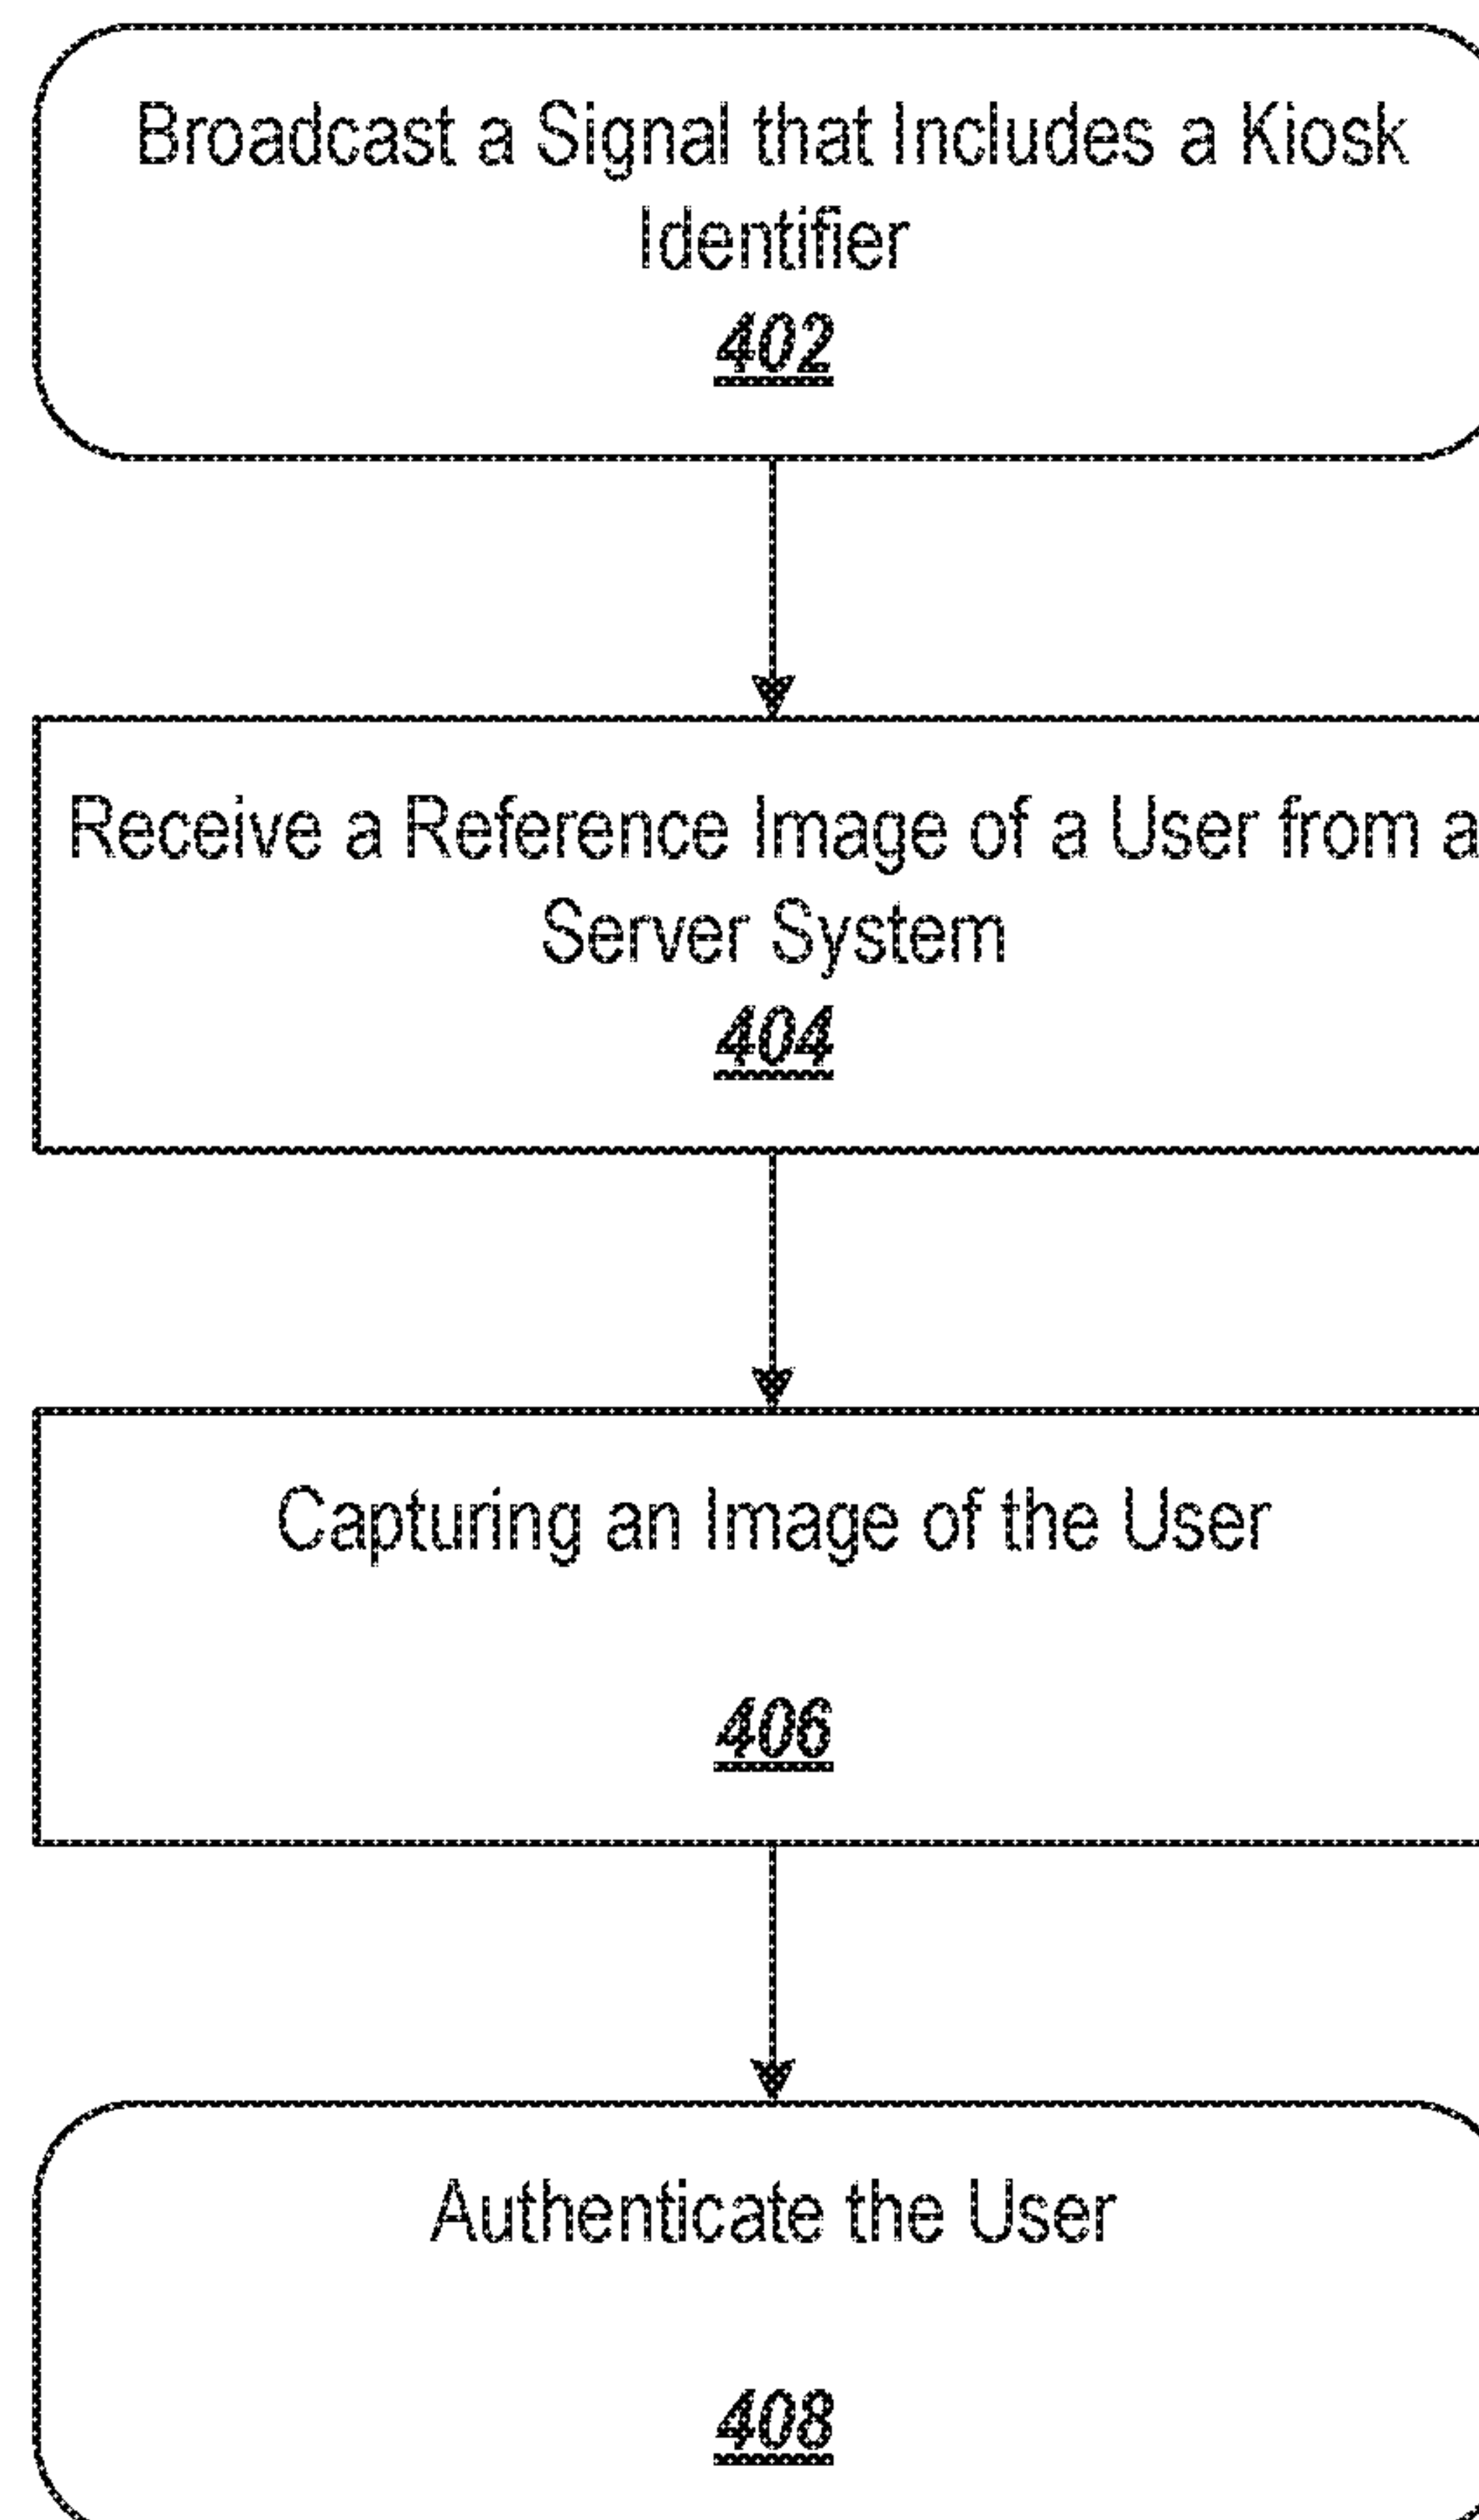 Broadcast a Signal that Includes a Kiosk
Identifier
402
Receive a Reference Image of a User from a
Server System
404
Capturing an Image of the User
406
Authenticate the User
408